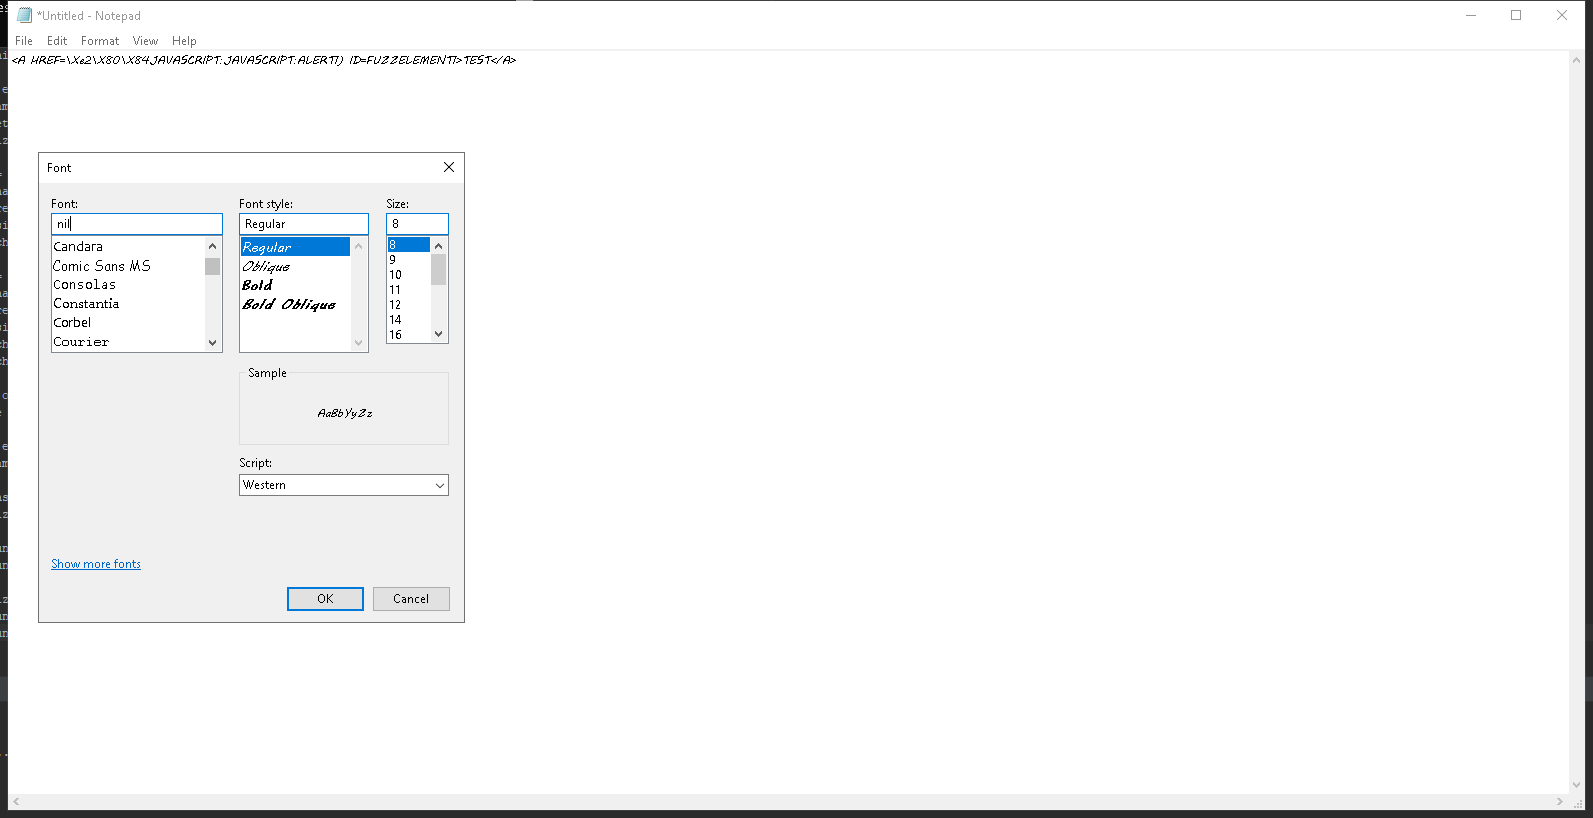 *Untitled - Notepad
File Edit Format View Help
<A HREF=\Xe2\X80\X84JAVASCRIPT:JAVASCRIPT:ALERT1) ID=FUZZELEMENT1>TEST</A>
Font
Font: Font style: Size:
nil Regular 8
Candara Regular 8
Comic Sans MS Oblique 9
Consolas Bold 10
Constantia Bold Oblique 11
Corbel 12
Courier 14
16
Sample
AaBbYyZz
Script:
Western
Show more fonts
OK Cancel